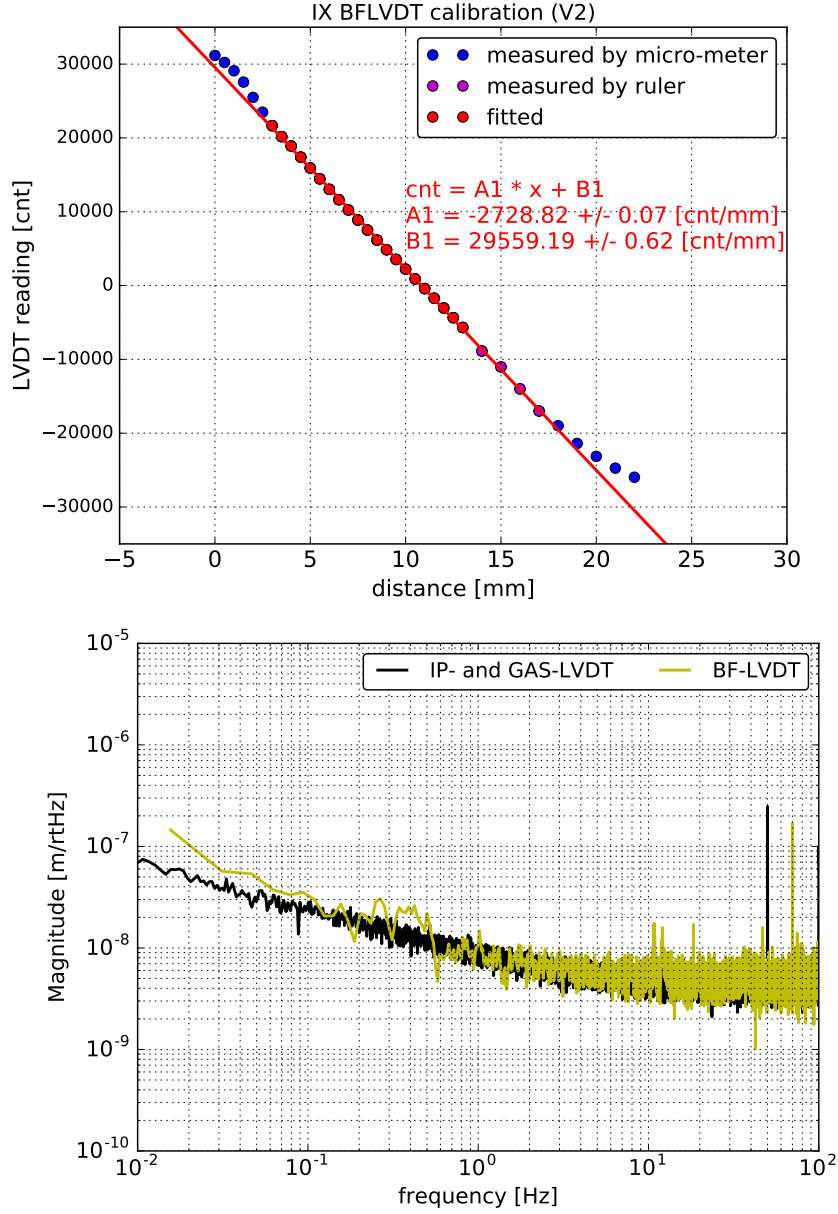 IX BFLVDT calibration (V2)
30000
20000
10000
0
−10000
−20000
−30000
LVDT reading [cnt]
measured by micro-meter
measured by ruler
fitted
cnt = A1 * x + B1
A1 = -2728.82 +/- 0.07 [cnt/mm]
B1 = 29559.19 +/- 0.62 [cnt/mm]
−5 0 5 10 15 20 25 30
distance [mm]
10^-5
10^-6
10^-7
10^-8
10^-9
10^-10
Magnitude [m/rtHz]
IP- and GAS-LVDT BF-LVDT
10^-2 10^-1 10^0 10^1 10^2
frequency [Hz]